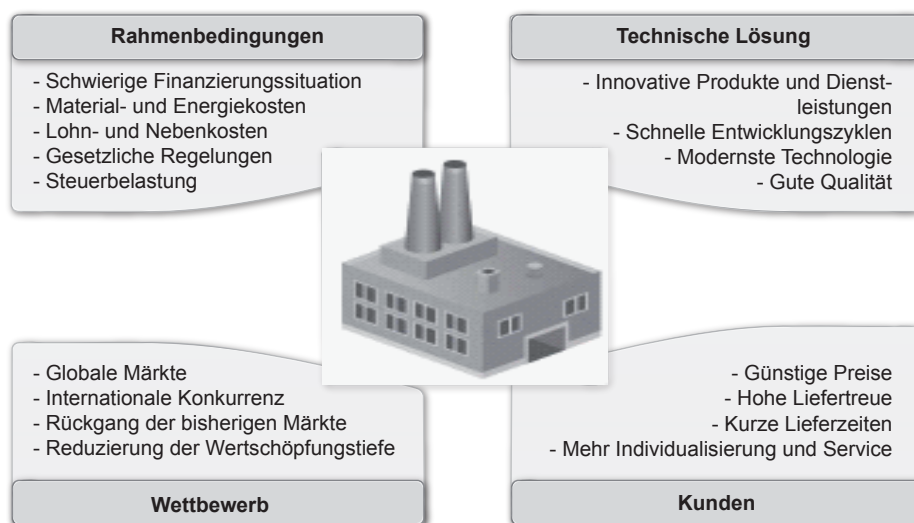 Rahmenbedingungen
- Schwierige Finanzierungssituation
- Material- und Energiekosten
- Lohn- und Nebenkosten
- Gesetzliche Regelungen
- Steuerbelastung
Technische Lösung
- Innovative Produkte und Dienst-
leistungen
- Schnelle Entwicklungszyklen
- Modernste Technologie
- Gute Qualität
- Globale Märkte
- Internationale Konkurrenz
- Rückgang der bisherigen Märkte
- Reduzierung der Wertschöpfungstiefe
Wettbewerb
- Günstige Preise
- Hohe Liefertreue
- Kurze Lieferzeiten
- Mehr Individualisierung und Service
Kunden